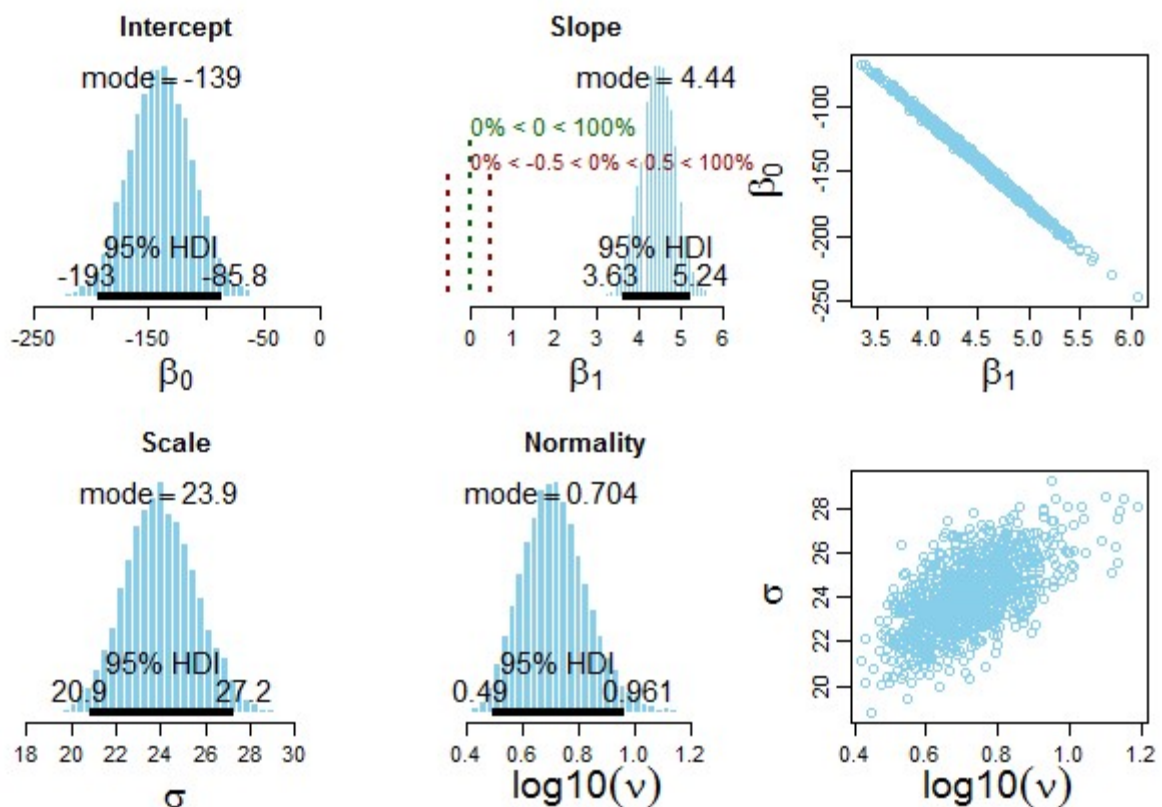 Intercept
mode = -139
95% HDI
-193 -85.8
-250 -150 -50 0
β0
Slope
mode = 4.44
0% < 0 < 100%
0% < -0.5 < 0% < 0.5 < 100%
95% HDI
3.63 5.24
0 1 2 3 4 5 6
β1
-100
-150
-200
-250
β0
3.5 4.0 4.5 5.0 5.5 6.0
β1
Scale
mode = 23.9
95% HDI
20.9 27.2
18 20 22 24 26 28 30
σ
Normality
mode = 0.704
95% HDI
0.49 0.961
0.4 0.6 0.8 1.0 1.2
log10(ν)
28
26
24
22
20
σ
0.4 0.6 0.8 1.0 1.2
log10(ν)